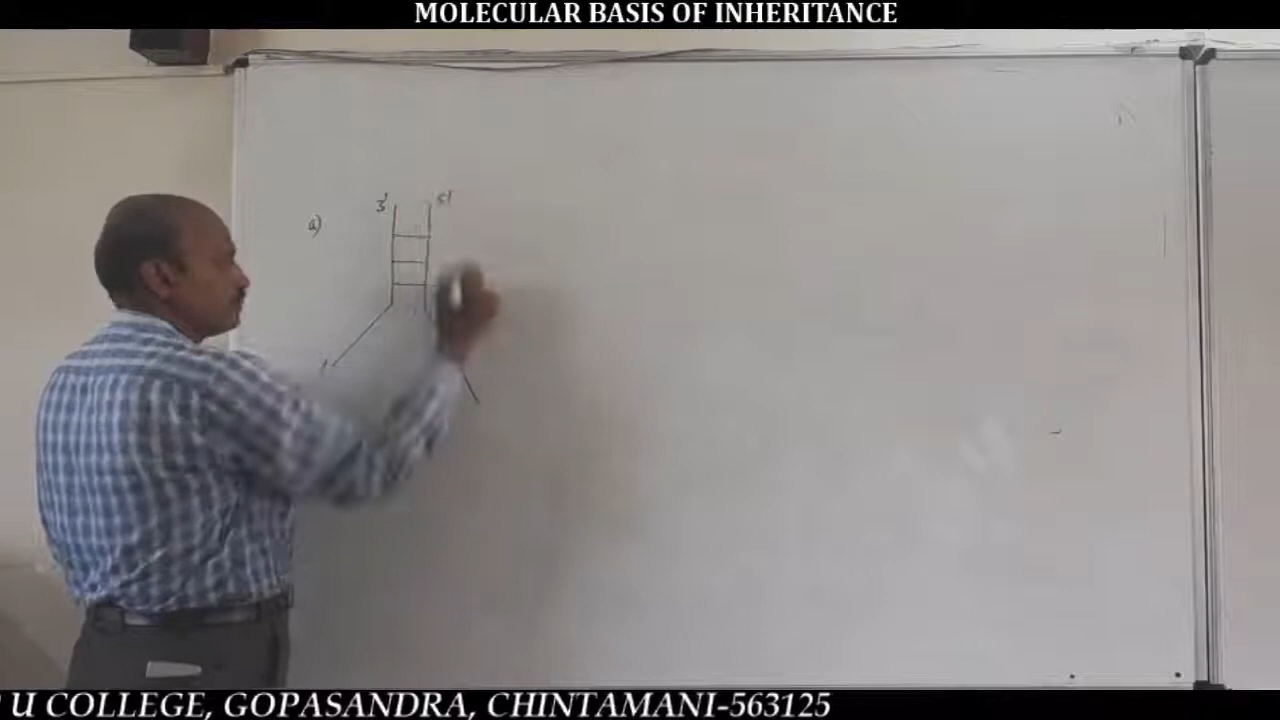 MOLECULAR BASIS OF INHERITANCE
a) 3' 5'
U COLLEGE, GOPASANDRA, CHINTAMANI-563125